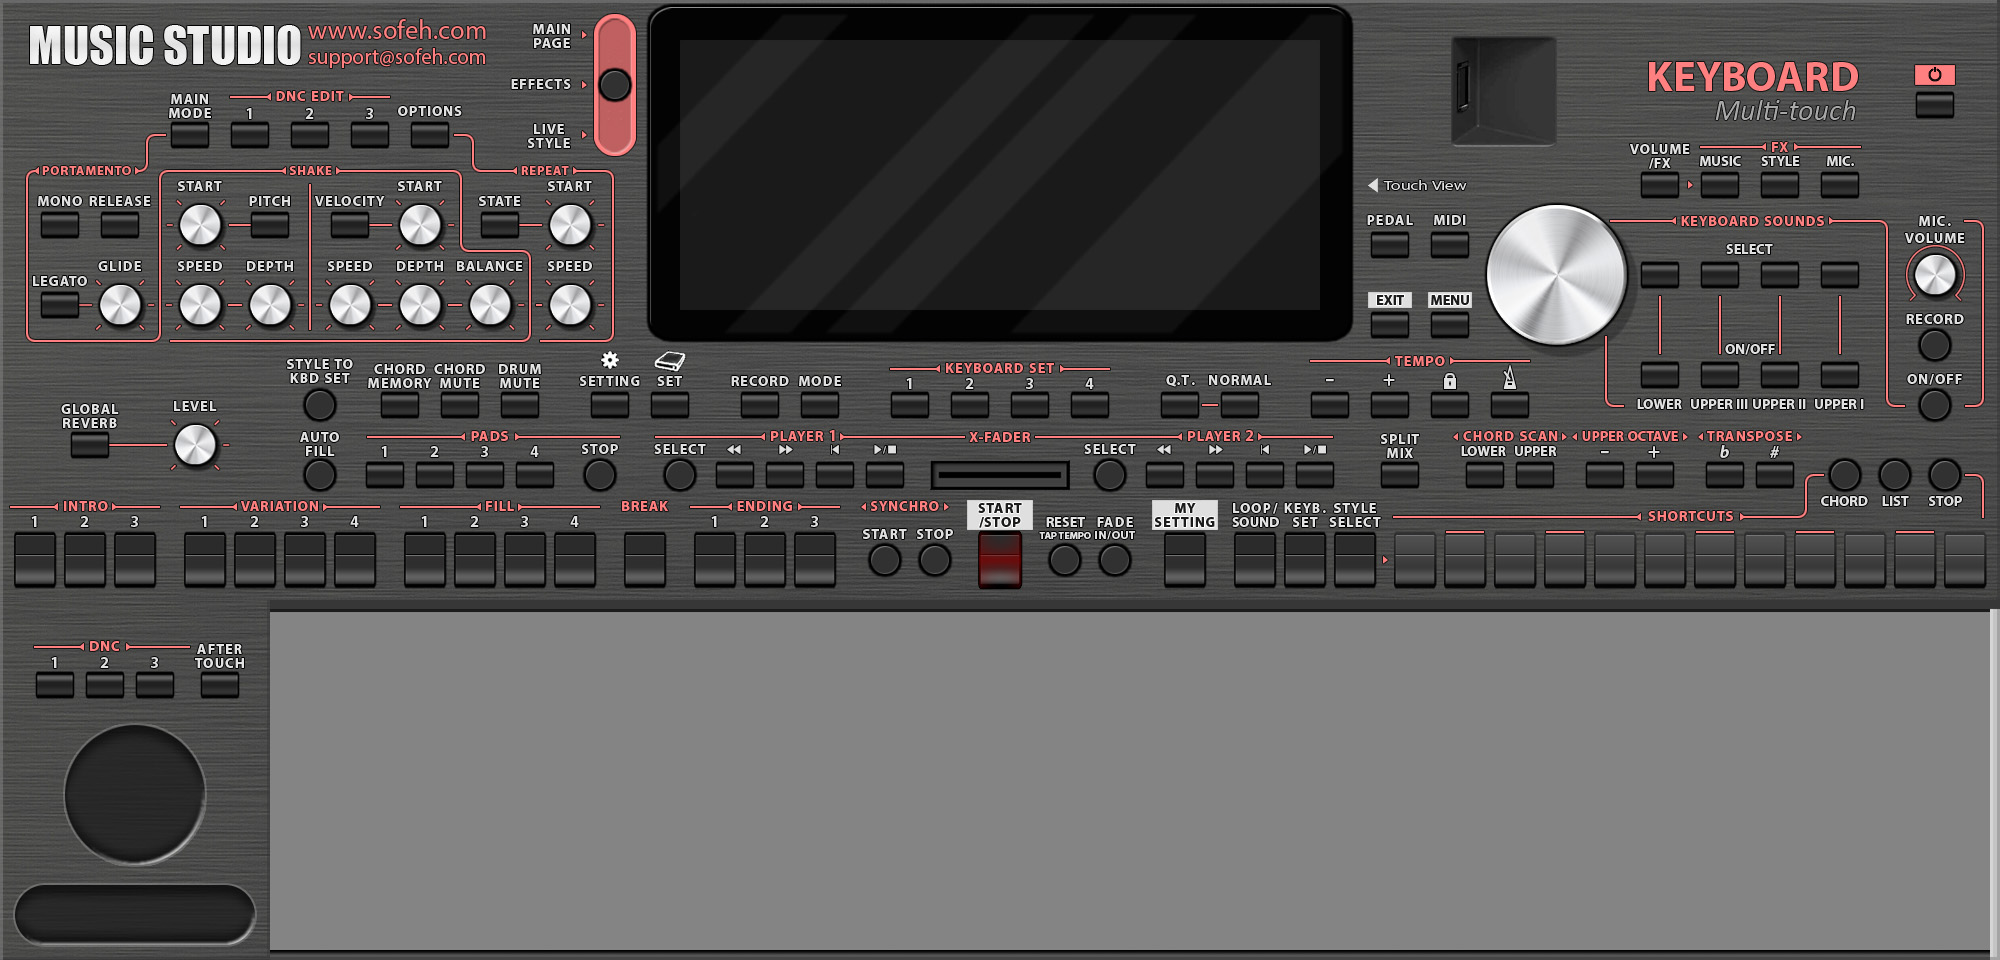 MUSIC STUDIO
www.sofeh.com
support@sofeh.com
MAIN
PAGE
EFFECTS
LIVE
STYLE
KEYBOARD
Multi-touch
MAIN
MODE
DNC EDIT
1 2 3
OPTIONS
PORTAMENTO
SHAKE
REPEAT
START
START
START
MONO RELEASE
PITCH
VELOCITY
STATE
LEGATO
GLIDE
SPEED
DEPTH
SPEED
DEPTH
BALANCE
SPEED
Touch View
PEDAL
MIDI
EXIT
MENU
VOLUME
/FX
FX
MUSIC
STYLE
MIC.
KEYBOARD SOUNDS
SELECT
ON/OFF
LOWER
UPPER III
UPPER II
UPPER I
MIC.
VOLUME
RECORD
ON/OFF
STYLE TO
KBD SET
CHORD
MEMORY
CHORD
MUTE
DRUM
MUTE
SETTING
SET
RECORD
MODE
KEYBOARD SET
1 2 3 4
Q.T.
NORMAL
TEMPO
− +
GLOBAL
REVERB
LEVEL
AUTO
FILL
PADS
1 2 3 4
STOP
SELECT
PLAYER 1
X-FADER
SELECT
PLAYER 2
SPLIT
MIX
CHORD SCAN
LOWER
UPPER
UPPER OCTAVE
− +
TRANSPOSE
b #
CHORD
LIST
STOP
INTRO
1 2 3
VARIATION
1 2 3 4
FILL
1 2 3 4
BREAK
ENDING
1 2 3
SYNCHRO
START
STOP
START
/STOP
RESET
TAP TEMPO
FADE
IN/OUT
MY
SETTING
LOOP/
SOUND
KEYB.
SET
STYLE
SELECT
SHORTCUTS
DNC
1 2 3
AFTER
TOUCH